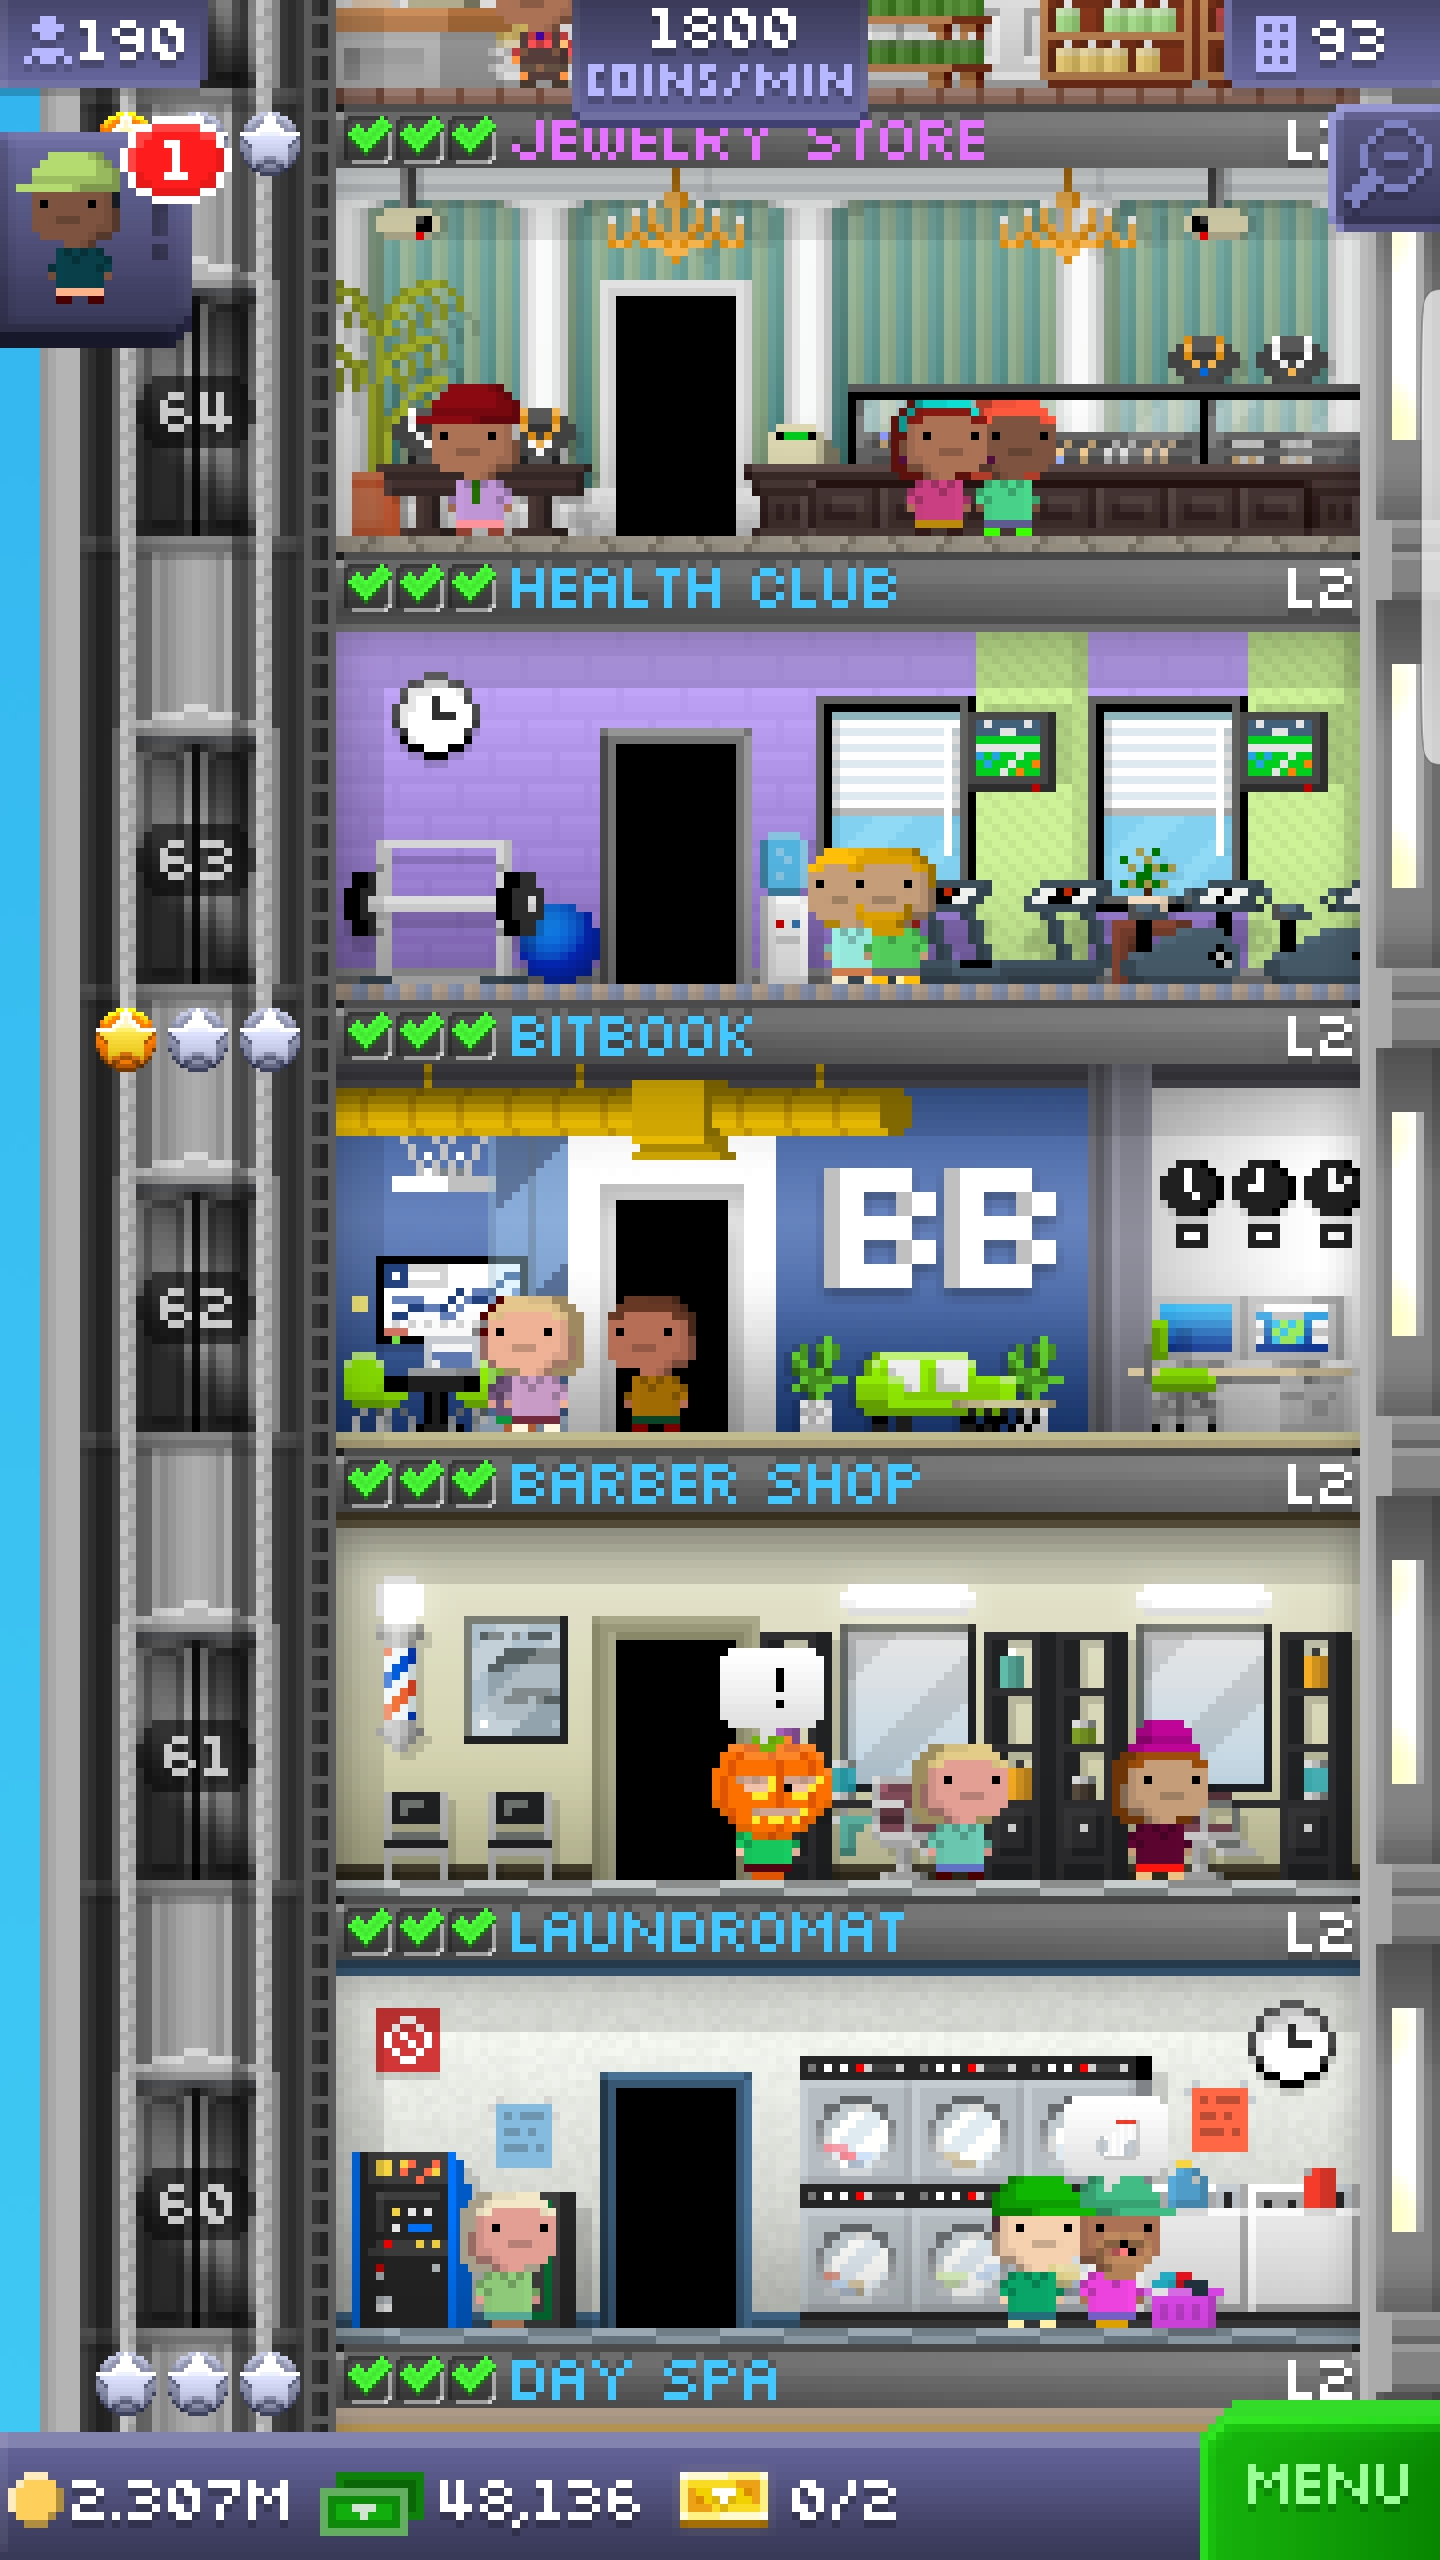 190
1800
COINS/MIN
93
1
JEWELRY STORE
64
HEALTH CLUB L2
63
BITBOOK L2
BB
62
BARBER SHOP L2
!
61
LAUNDROMAT L2
60
DAY SPA L2
2.307M 48,136 0/2
MENU